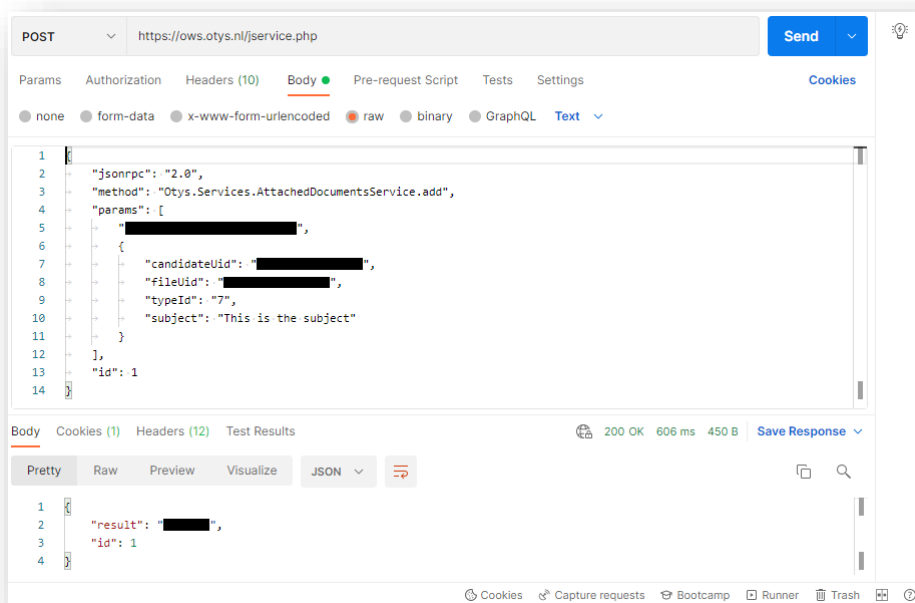 POST https://ows.otys.nl/jservice.php Send
Params Authorization Headers (10) Body Pre-request Script Tests Settings Cookies
none form-data x-www-form-urlencoded raw binary GraphQL Text
1 {
2 "jsonrpc": "2.0",
3 "method": "Otys.Services.AttachedDocumentsService.add",
4 "params": [
5 "",
6 {
7 "candidateUid": "",
8 "fileUid": "",
9 "typeId": "7",
10 "subject": "This is the subject"
11 }
12 ],
13 "id": 1
14 }
Body Cookies (1) Headers (12) Test Results 200 OK 606 ms 450 B Save Response
Pretty Raw Preview Visualize JSON
1 {
2 "result": "",
3 "id": 1
4 }
Cookies Capture requests Bootcamp Runner Trash